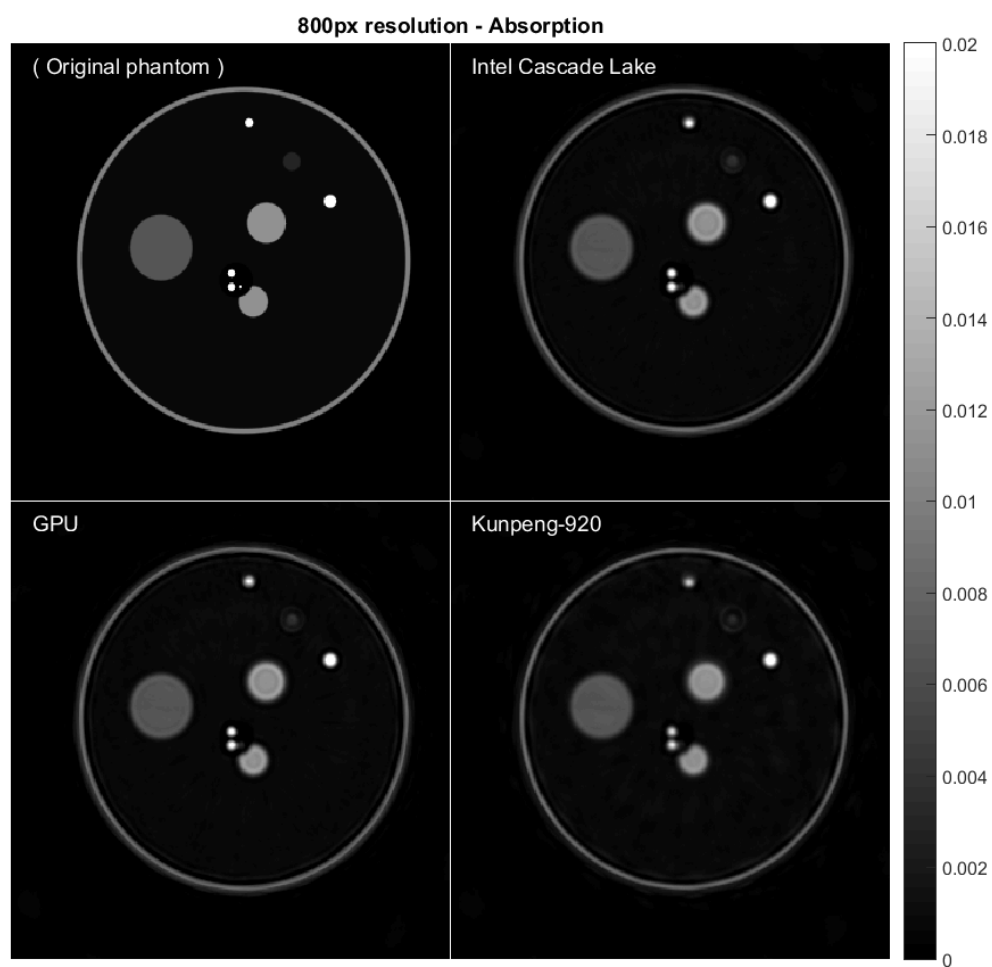 800px resolution - Absorption
( Original phantom )
Intel Cascade Lake
GPU
Kunpeng-920
0.02
0.018
0.016
0.014
0.012
0.01
0.008
0.006
0.004
0.002
0